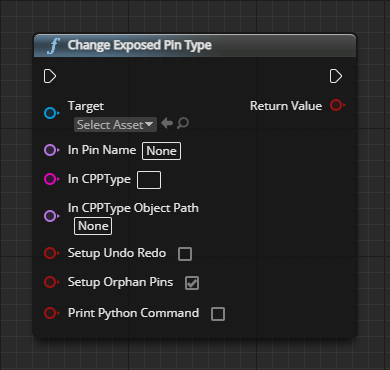 f Change Exposed Pin Type
Target Return Value
Select Asset
In Pin Name None
In CPPType
In CPPType Object Path
None
Setup Undo Redo
Setup Orphan Pins
Print Python Command